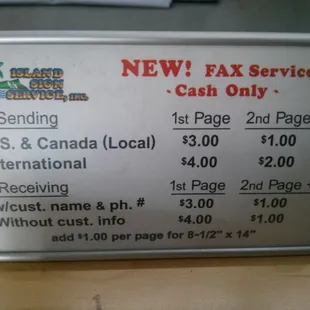 ISLAND
SIGN
SERVICE, INC.
NEW! FAX Service
- Cash Only -
Sending 1st Page 2nd Page
S. & Canada (Local) $3.00 $1.00
nternational $4.00 $2.00
Receiving 1st Page 2nd Page
w/cust. name & ph. # $3.00 $1.00
Without cust. info $4.00 $1.00
add $1.00 per page for 8-1/2" x 14"